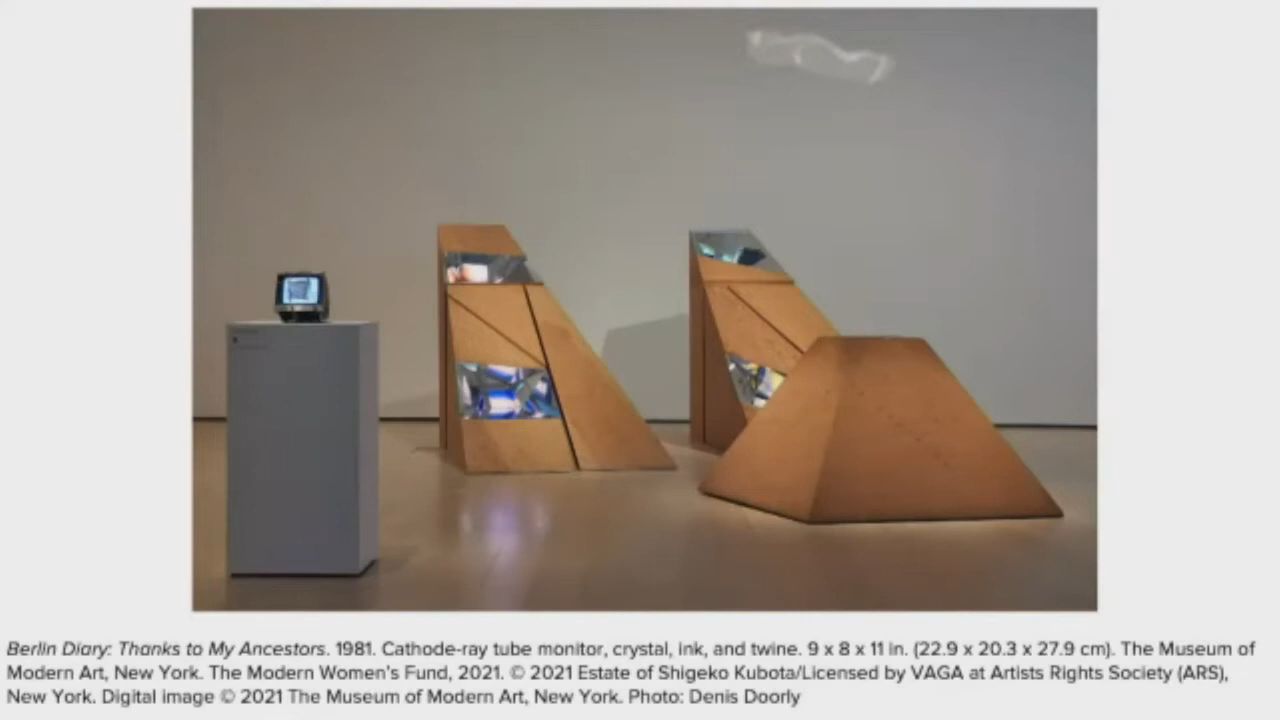 Berlin Diary: Thanks to My Ancestors. 1981. Cathode-ray tube monitor, crystal, ink, and twine. 9 x 8 x 11 in. (22.9 x 20.3 x 27.9 cm). The Museum of
Modern Art, New York. The Modern Women's Fund, 2021. © 2021 Estate of Shigeko Kubota/Licensed by VAGA at Artists Rights Society (ARS),
New York. Digital image © 2021 The Museum of Modern Art, New York. Photo: Denis Doorly